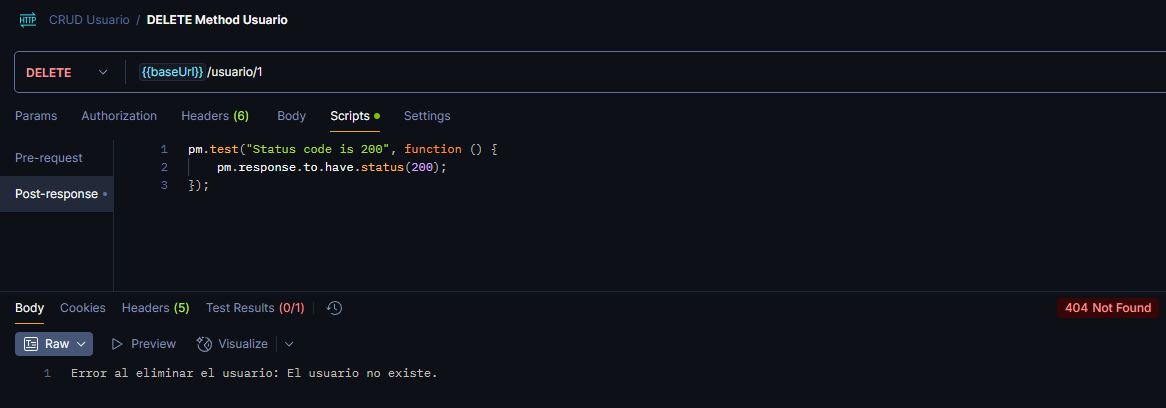 HTTP CRUD Usuario / DELETE Method Usuario
DELETE {{baseUrl}}/usuario/1
Params Authorization Headers (6) Body Scripts Settings
Pre-request
Post-response
1 pm.test("Status code is 200", function () {
2 pm.response.to.have.status(200);
3 });
Body Cookies Headers (5) Test Results (0/1) 404 Not Found
Raw Preview Visualize
1 Error al eliminar el usuario: El usuario no existe.